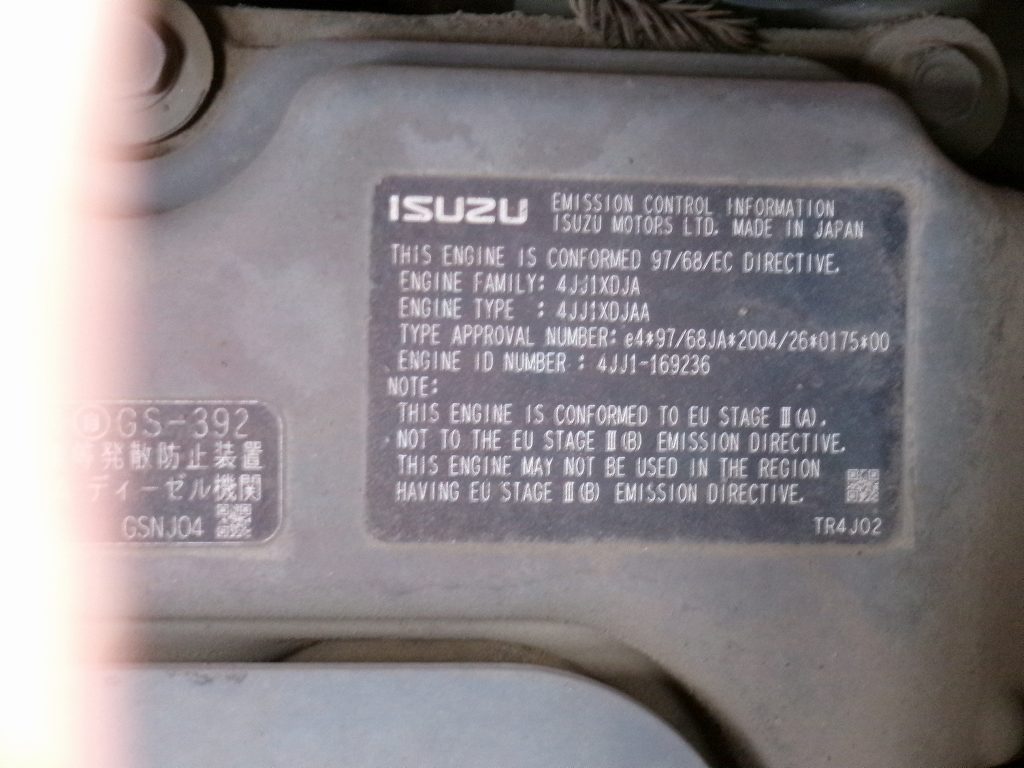 ISUZU
EMISSION CONTROL INFORMATION
ISUZU MOTORS LTD. MADE IN JAPAN
THIS ENGINE IS CONFORMED 97/68/EC DIRECTIVE.
ENGINE FAMILY: 4JJ1XDJA
ENGINE TYPE : 4JJ1XDJAA
TYPE APPROVAL NUMBER: e4*97/68JA*2004/26*0175*00
ENGINE ID NUMBER : 4JJ1-169236
NOTE:
THIS ENGINE IS CONFORMED TO EU STAGE Ⅲ(A).
NOT TO THE EU STAGE Ⅲ(B) EMISSION DIRECTIVE.
THIS ENGINE MAY NOT BE USED IN THE REGION
HAVING EU STAGE Ⅲ(B) EMISSION DIRECTIVE.
TR4J02
GS-392
発散防止装置
ディーゼル機関
GSNJ04